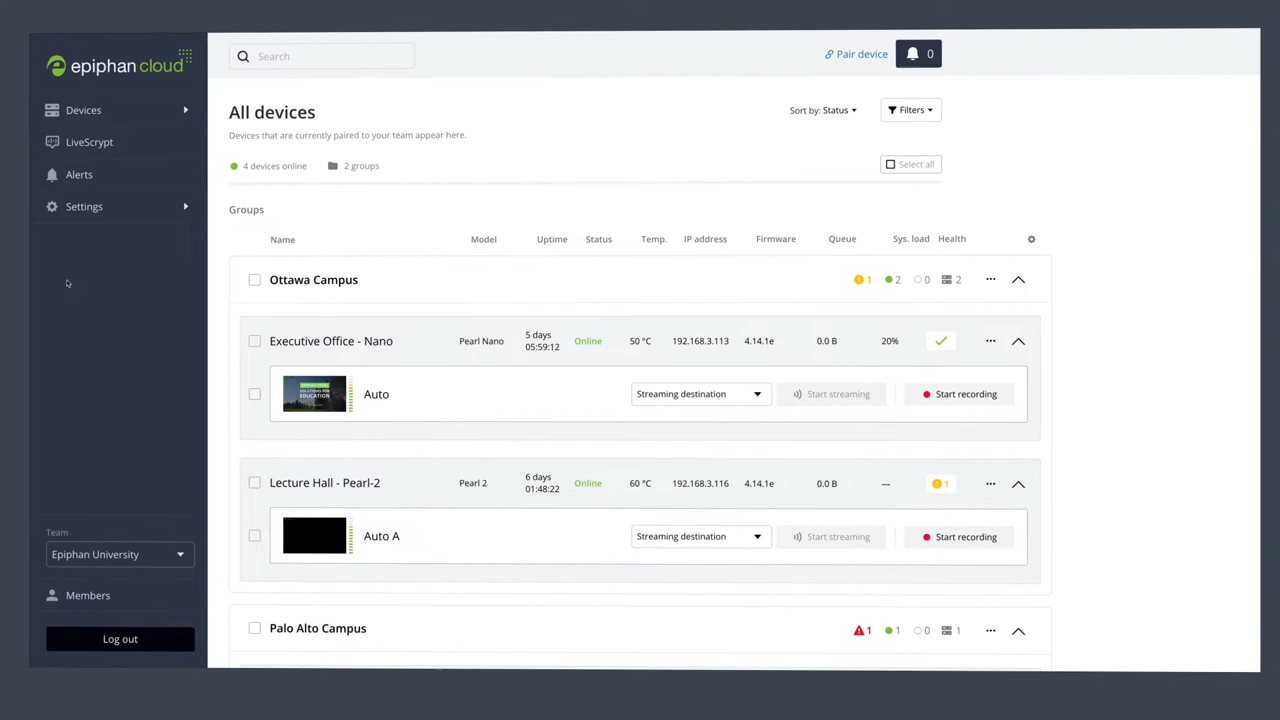 epiphan cloud
Search
Pair device
0
Devices
LiveScrypt
Alerts
Settings
All devices
Sort by: Status
Filters
Devices that are currently paired to your team appear here.
4 devices online
2 groups
Select all
Groups
Name Model Uptime Status Temp. IP address Firmware Queue Sys. load Health
Ottawa Campus
1 2 0 2
Executive Office - Nano Pearl Nano 5 days 05:59:12 Online 50 °C 192.168.3.113 4.14.1e 0.0 B 20%
EDUCATION
Auto Streaming destination Start streaming Start recording
Lecture Hall - Pearl-2 Pearl 2 6 days 01:48:22 Online 60 °C 192.168.3.116 4.14.1e 0.0 B — 1
Auto A Streaming destination Start streaming Start recording
Palo Alto Campus
1 1 0 1
Team
Epiphan University
Members
Log out